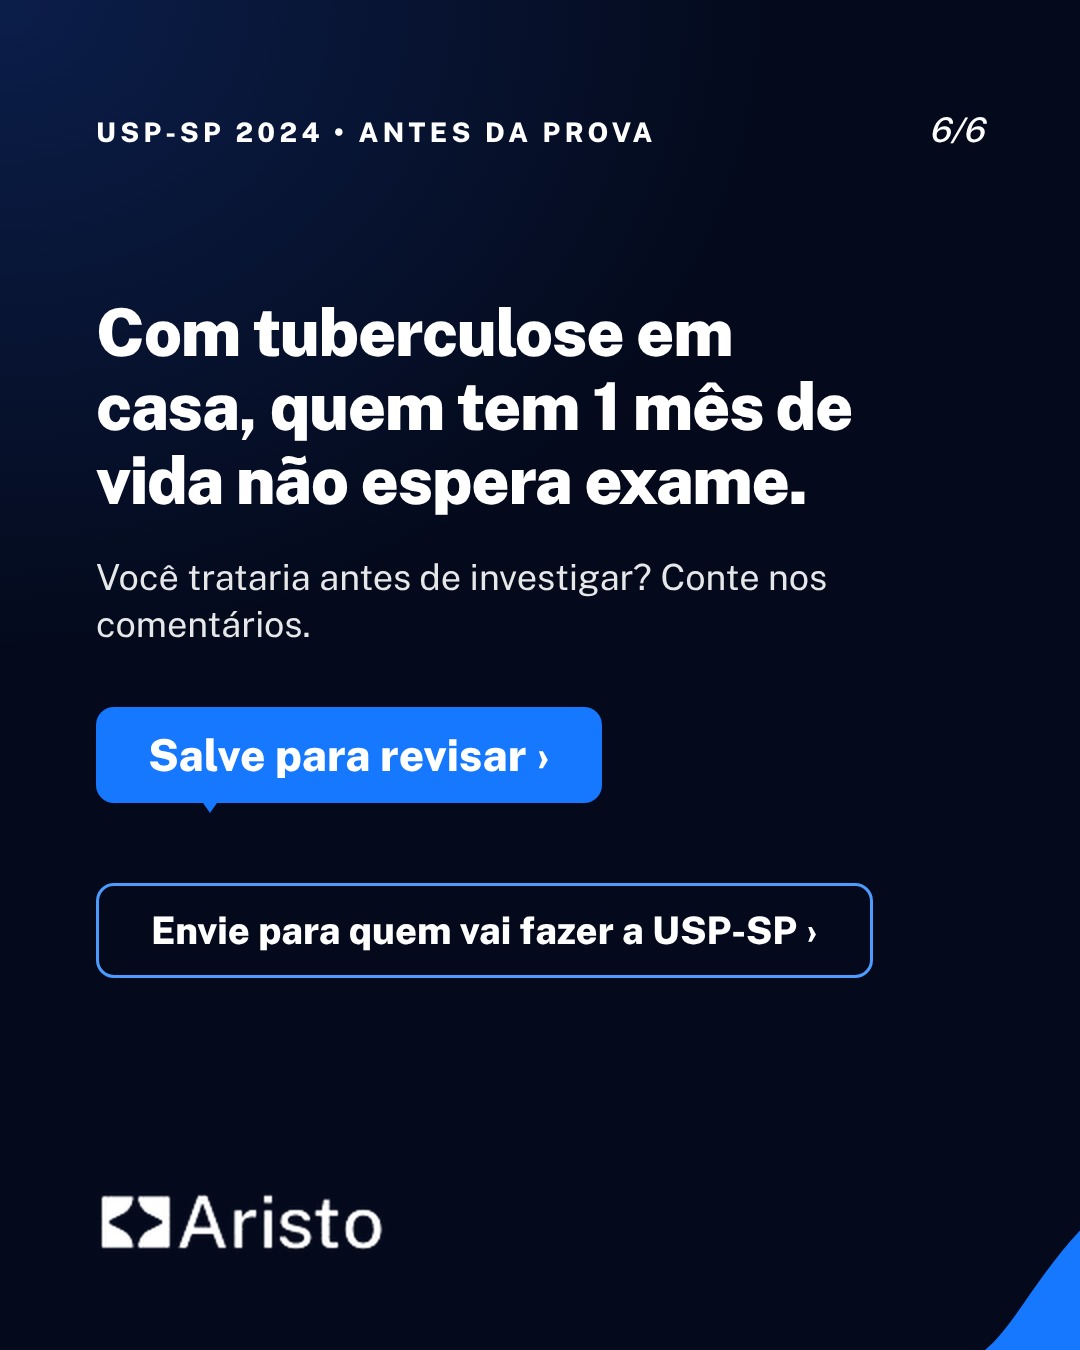 USP-SP 2024 • ANTES DA PROVA
6/6
Com tuberculose em
casa, quem tem 1 mês de
vida não espera exame.
Você trataria antes de investigar? Conte nos
comentários.
Salve para revisar ›
Envie para quem vai fazer a USP-SP ›
Aristo